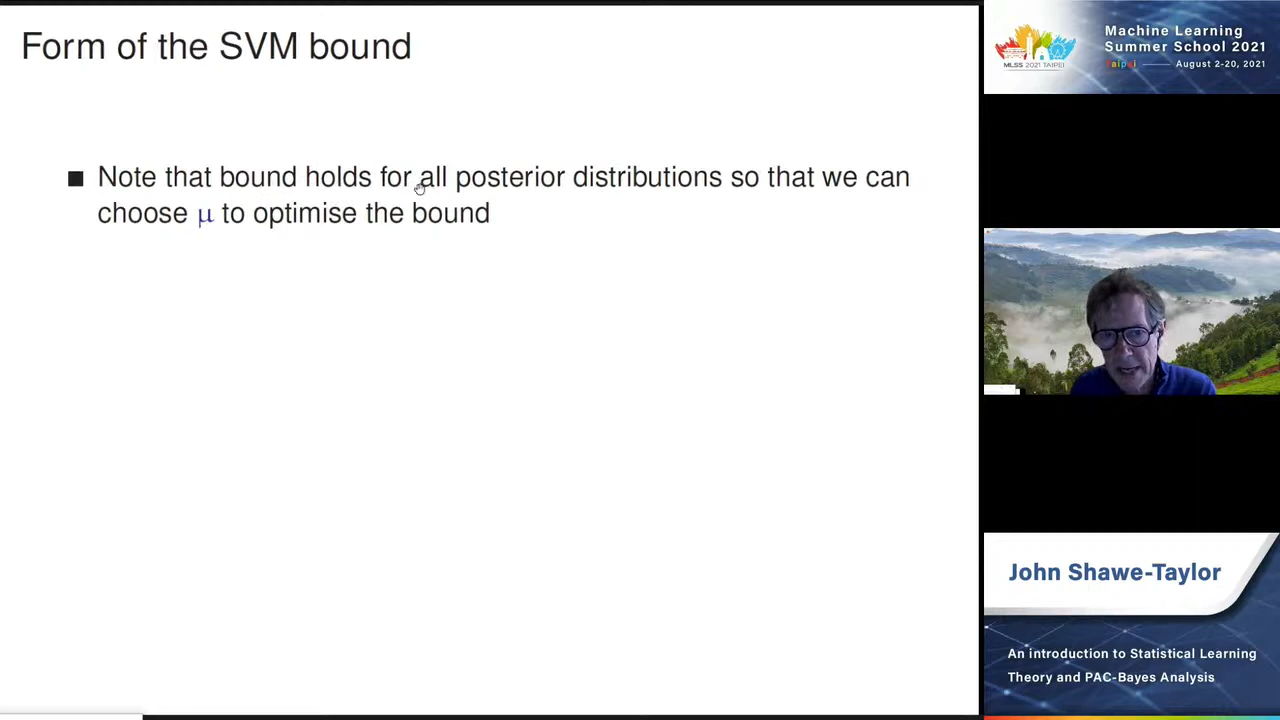 Form of the SVM bound
■ Note that bound holds for all posterior distributions so that we can
choose μ to optimise the bound
Machine Learning
Summer School 2021
Taipei — August 2-20, 2021
MLSS 2021 TAIPEI
John Shawe-Taylor
An introduction to Statistical Learning
Theory and PAC-Bayes Analysis